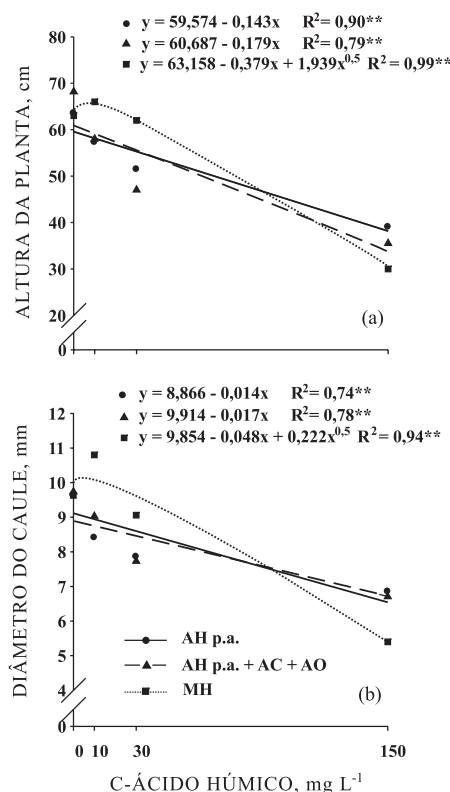 y = 59,574 - 0,143x R²= 0,90**
y = 60,687 - 0,179x R²= 0,79**
y = 63,158 - 0,379x + 1,939x^0,5 R²= 0,99**
80
70
60
50
40
30
20
0
ALTURA DA PLANTA, cm
(a)
y = 8,866 - 0,014x R²= 0,74**
y = 9,914 - 0,017x R²= 0,78**
y = 9,854 - 0,048x + 0,222x^0,5 R²= 0,94**
12
11
10
9
8
7
6
5
4
0
DIÂMETRO DO CAULE, mm
AH p.a.
AH p.a. + AC + AO
MH
(b)
0 10 30 150
C-ÁCIDO HÚMICO, mg L⁻¹